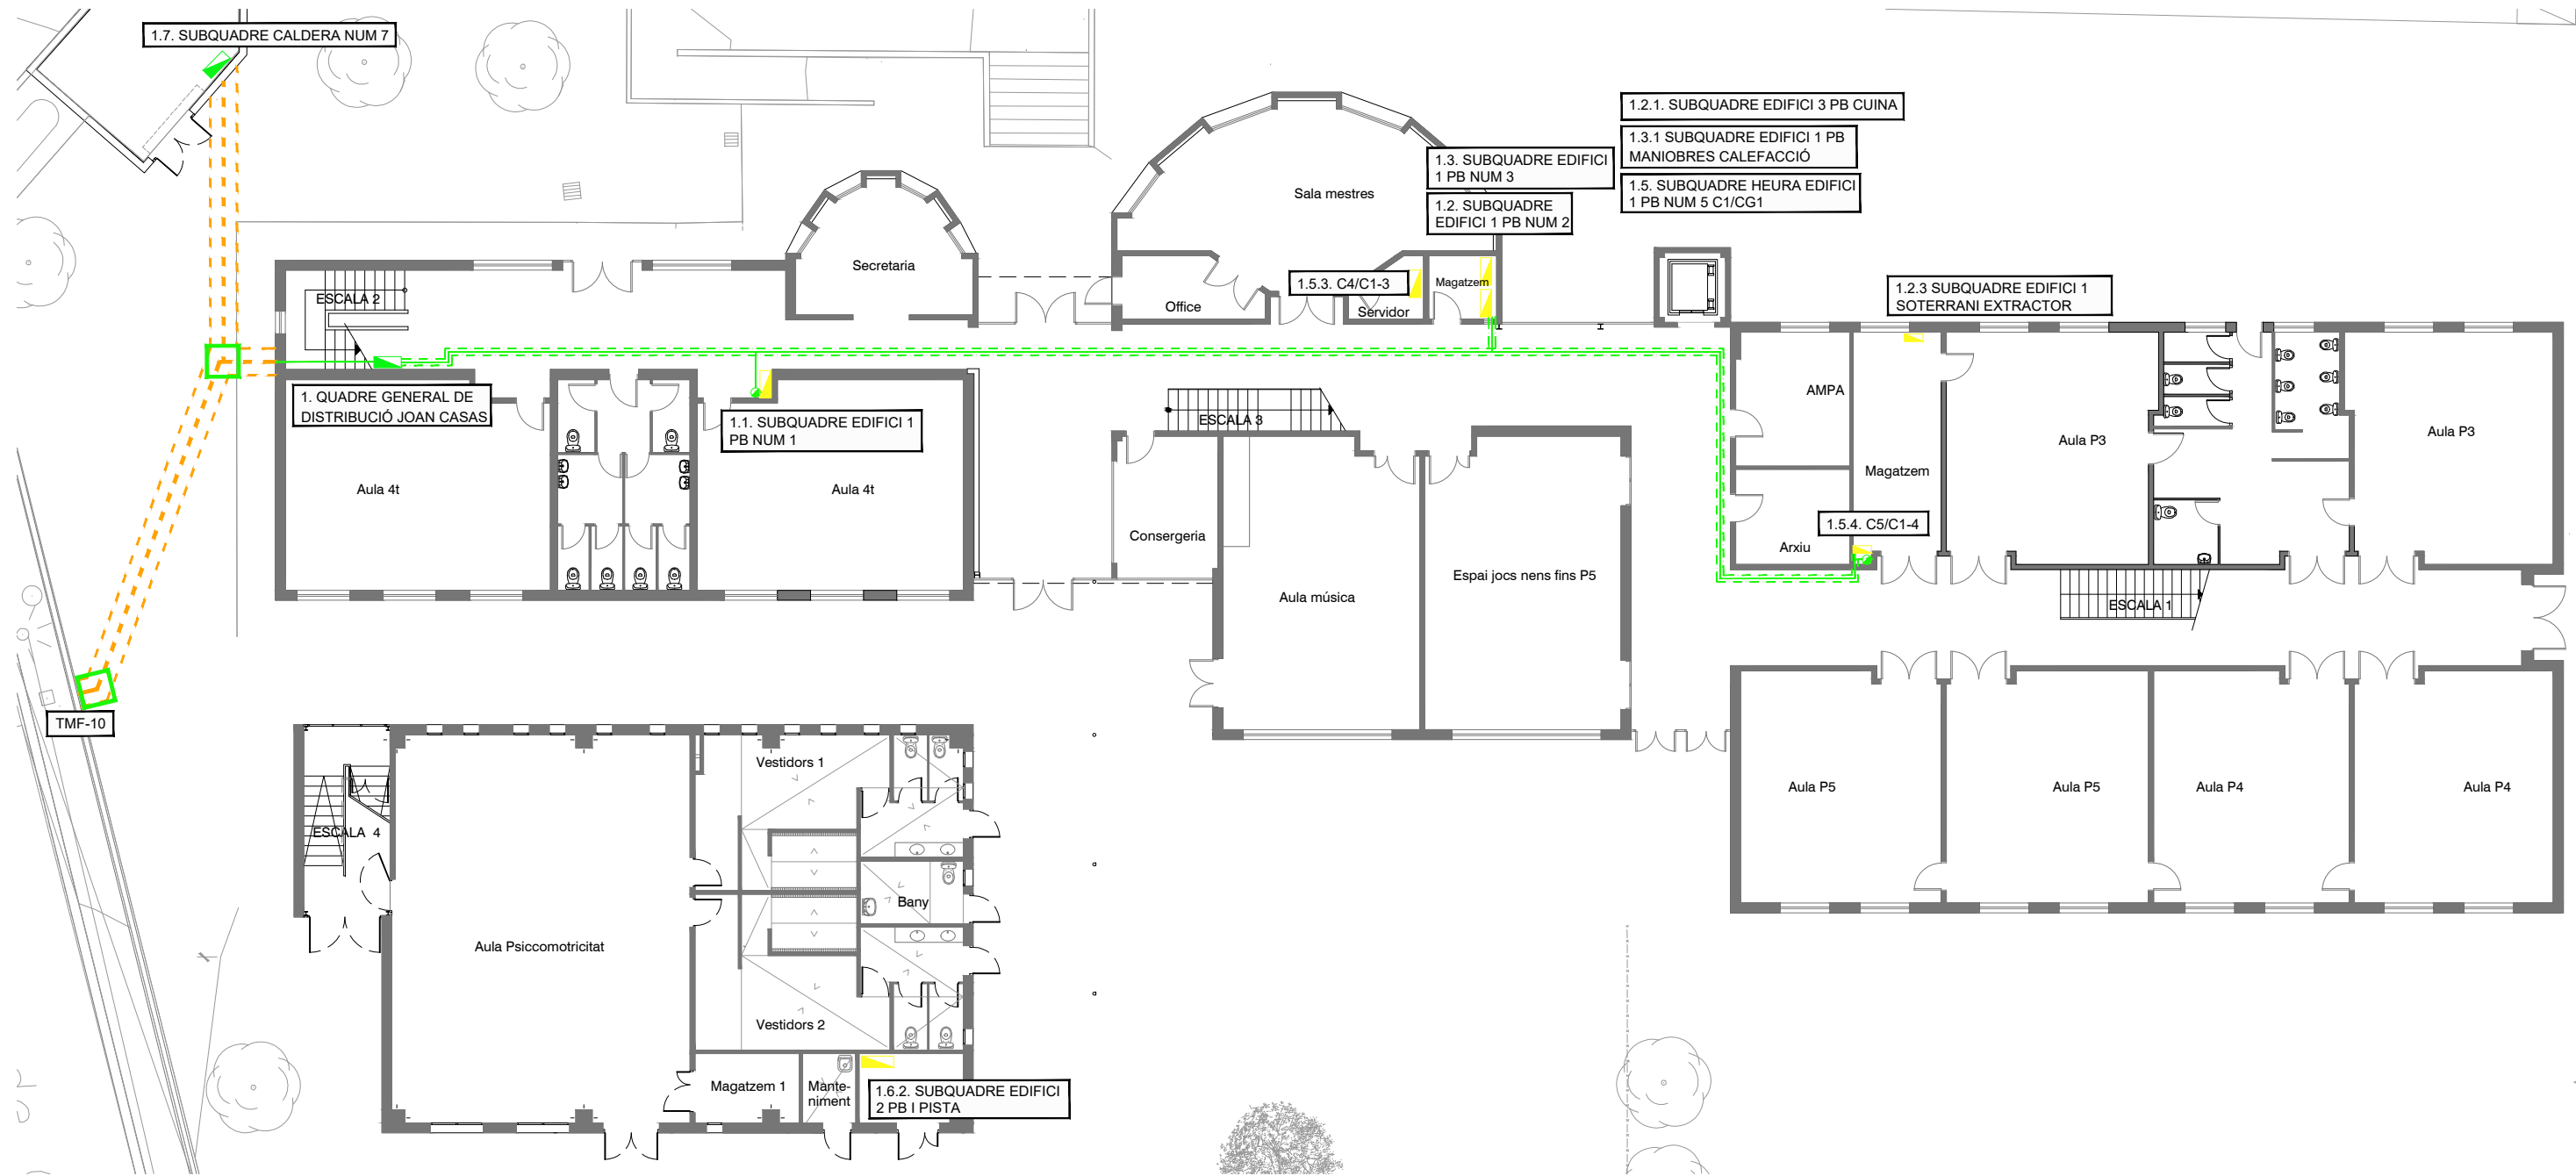 1.7. SUBQUADRE CALDERA NUM 7
1.2.1. SUBQUADRE EDIFICI 3 PB CUINA
1.3.1 SUBQUADRE EDIFICI 1 PB
MANIOBRES CALEFACCIÓ
1.3. SUBQUADRE EDIFICI
1 PB NUM 3
1.5. SUBQUADRE HEURA EDIFICI
1 PB NUM 5 C1/CG1
1.2. SUBQUADRE
EDIFICI 1 PB NUM 2
Sala mestres
Secretaria
ESCALA 2
Office
1.5.3. C4/C1-3
Servidor
Magatzem
1.2.3 SUBQUADRE EDIFICI 1
SOTERRANI EXTRACTOR
1. QUADRE GENERAL DE
DISTRIBUCIÓ JOAN CASAS
1.1. SUBQUADRE EDIFICI 1
PB NUM 1
ESCALA 3
AMPA
Magatzem
Aula P3
Aula P3
Aula 4t
Aula 4t
Consergeria
Arxiu
1.5.4. C5/C1-4
Aula música
Espai jocs nens fins P5
ESCALA 1
TMF-10
Vestidors 1
Aula P5
Aula P5
Aula P4
Aula P4
ESCALA 4
Bany
Aula Psiccomotricitat
Vestidors 2
Magatzem 1
Mante-
niment
1.6.2. SUBQUADRE EDIFICI
2 PB I PISTA